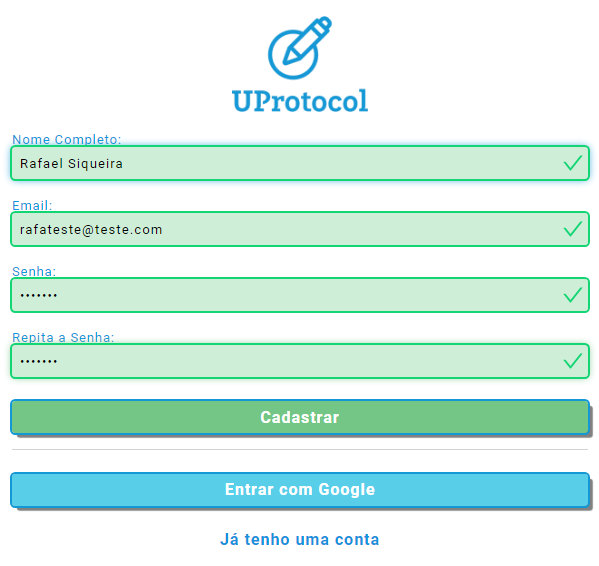 UProtocol
Nome Completo:
Rafael Siqueira
Email:
rafateste@teste.com
Senha:
•••••••
Repita a Senha:
•••••••
Cadastrar
Entrar com Google
Já tenho uma conta